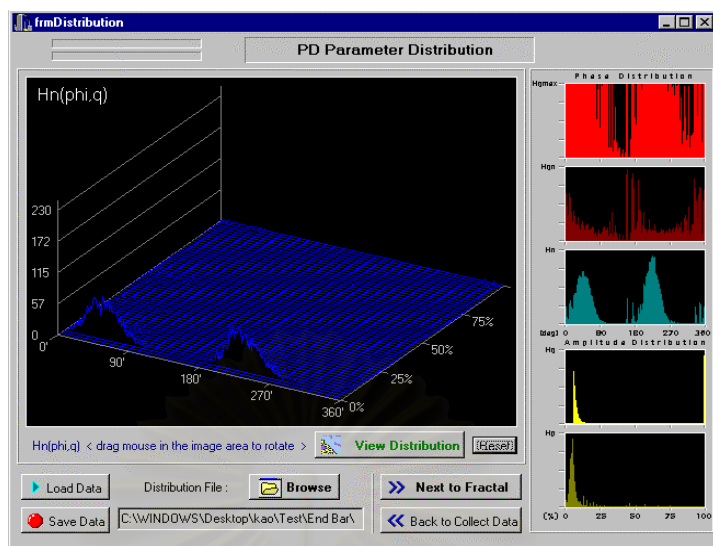 frmDistribution
PD Parameter Distribution
Hn(phi,q)
230
172
115
57
0
0'
90'
180'
270'
360'
0%
25%
50%
75%
Hn(phi,q) < drag mouse in the image area to rotate >
View Distribution
Reset
Load Data
Distribution File :
Browse
Next to Fractal
Save Data
C:\WINDOWS\Desktop\kao\Test\End Bar\
Back to Collect Data
Phase Distribution
Hqmax
Hqn
Hn
(deg) 0 90 180 270 360
Amplitude Distribution
Hq
Hp
(%) 0 25 50 75 100